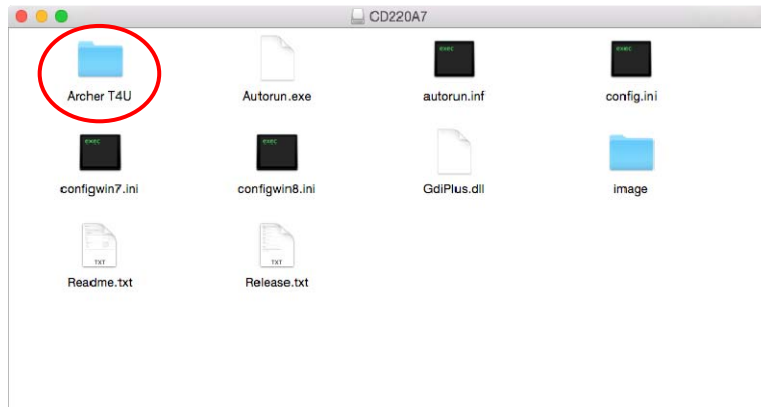 CD220A7
Archer T4U
Autorun.exe
autorun.inf
config.ini
configwin7.ini
configwin8.ini
GdiPlus.dll
image
Readme.txt
Release.txt